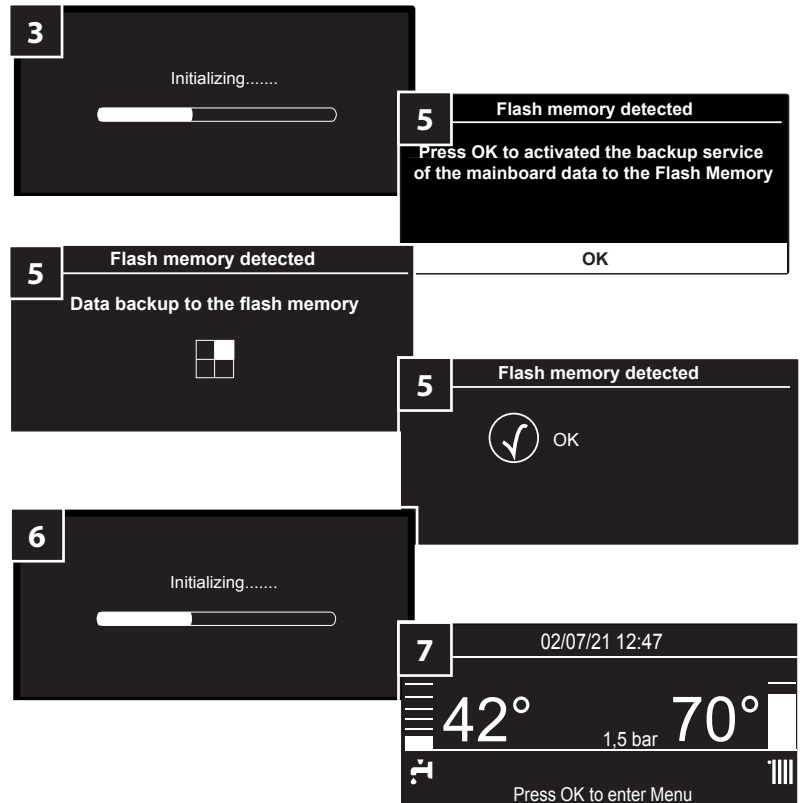 3
Initializing.......
5
Flash memory detected
Press OK to activated the backup service
of the mainboard data to the Flash Memory
OK
5
Flash memory detected
Data backup to the flash memory
5
Flash memory detected
OK
6
Initializing.......
7
02/07/21 12:47
42° 1,5 bar 70°
Press OK to enter Menu